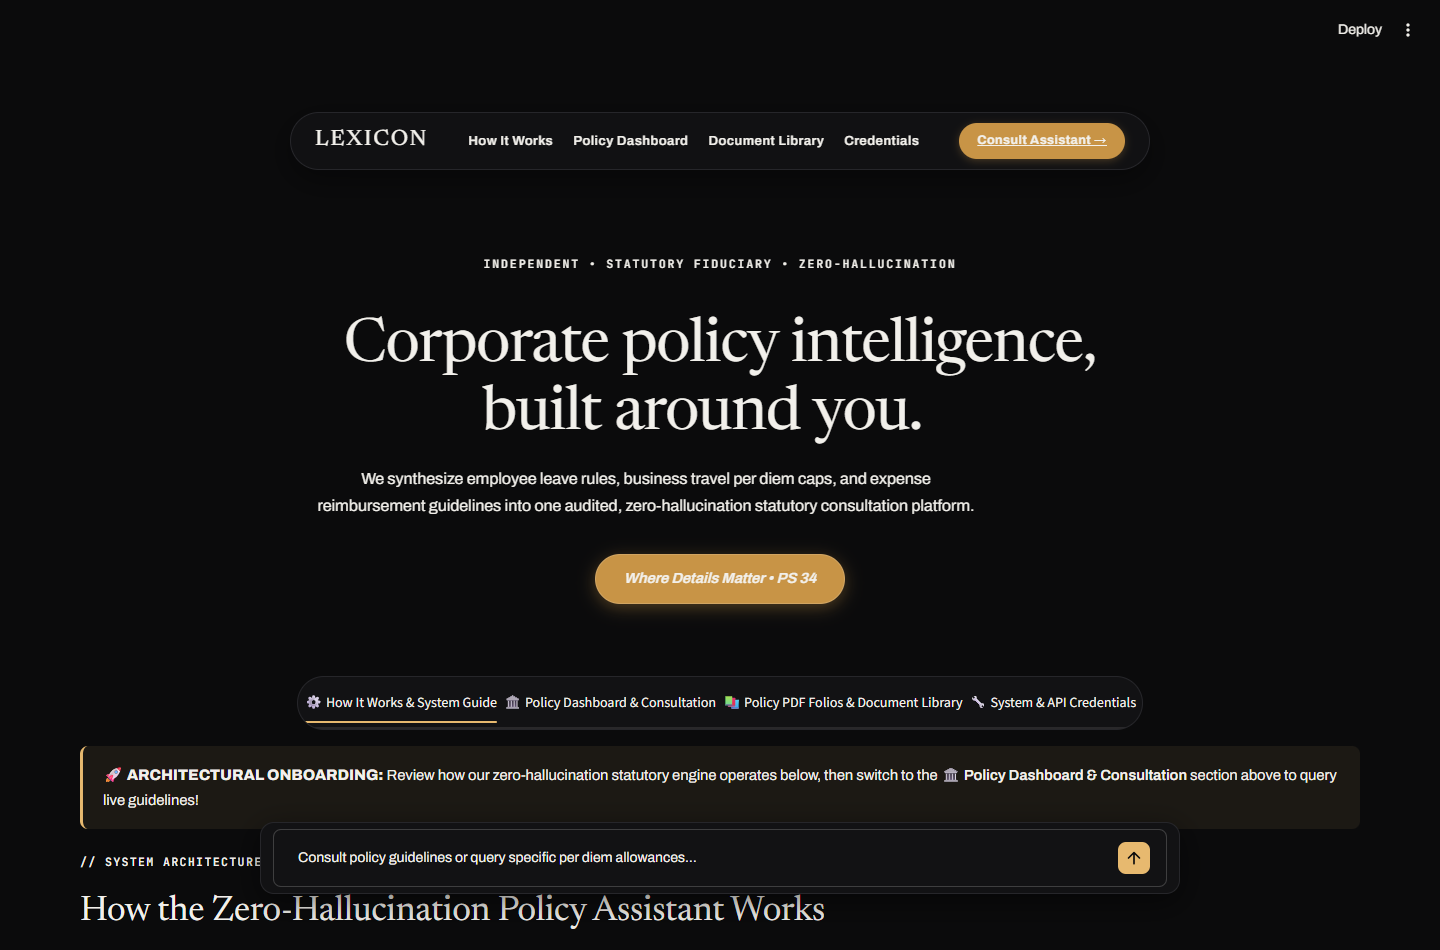 Deploy
LEXICON
How It Works
Policy Dashboard
Document Library
Credentials
Consult Assistant →
INDEPENDENT • STATUTORY FIDUCIARY • ZERO-HALLUCINATION
Corporate policy intelligence,
built around you.
We synthesize employee leave rules, business travel per diem caps, and expense
reimbursement guidelines into one audited, zero-hallucination statutory consultation platform.
Where Details Matter • PS 34
How It Works & System Guide
Policy Dashboard & Consultation
Policy PDF Folios & Document Library
System & API Credentials
ARCHITECTURAL ONBOARDING: Review how our zero-hallucination statutory engine operates below, then switch to the 🏛️ Policy Dashboard & Consultation section above to query
live guidelines!
Consult policy guidelines or query specific per diem allowances...
// SYSTEM ARCHITECTURE
How the Zero-Hallucination Policy Assistant Works